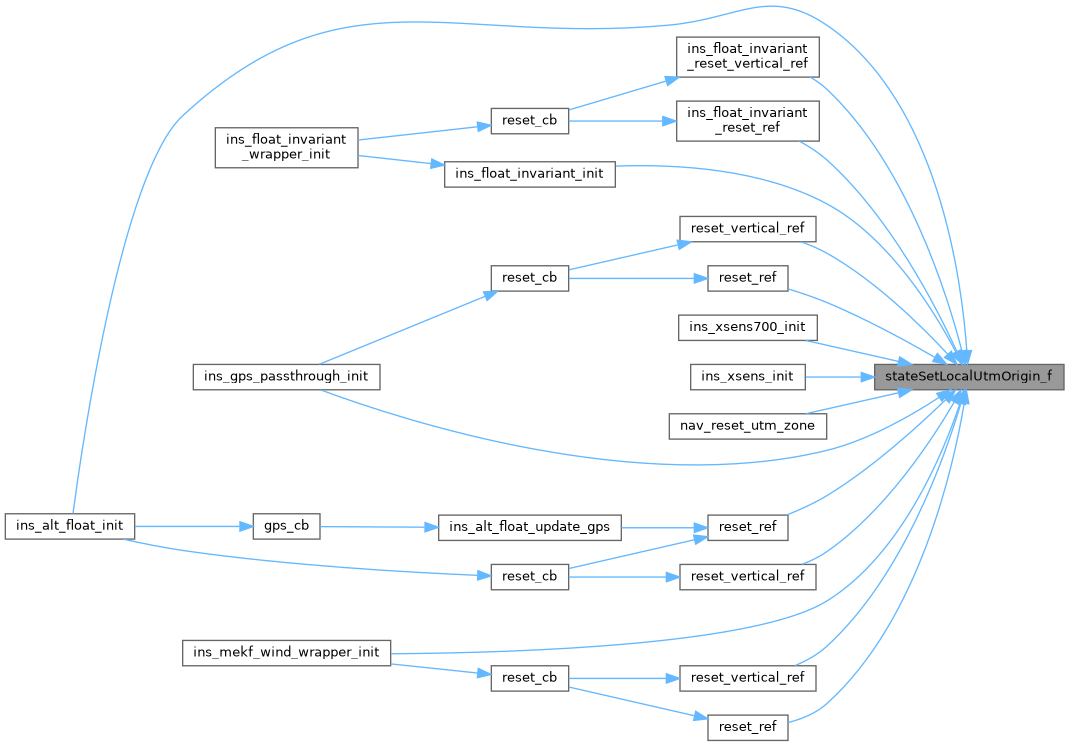 ins_float_invariant
_reset_vertical_ref
ins_float_invariant
_reset_ref
reset_cb
ins_float_invariant
_wrapper_init
ins_float_invariant_init
reset_vertical_ref
reset_cb
reset_ref
ins_xsens700_init
ins_gps_passthrough_init
ins_xsens_init
stateSetLocalUtmOrigin_f
nav_reset_utm_zone
ins_alt_float_init
gps_cb
ins_alt_float_update_gps
reset_ref
reset_cb
reset_vertical_ref
ins_mekf_wind_wrapper_init
reset_cb
reset_vertical_ref
reset_ref